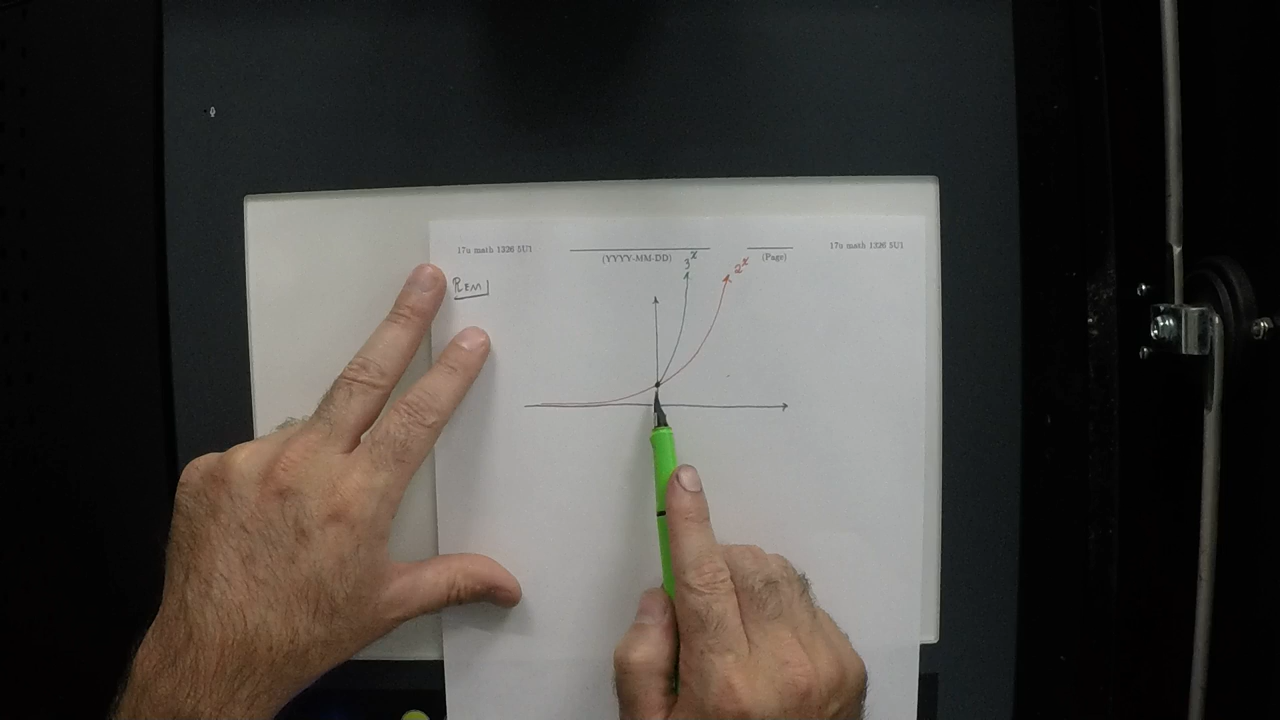 17u math 1326 5U1
(YYYY-MM-DD)
(Page)
17u math 1326 5U1
REM
3^x
2^x